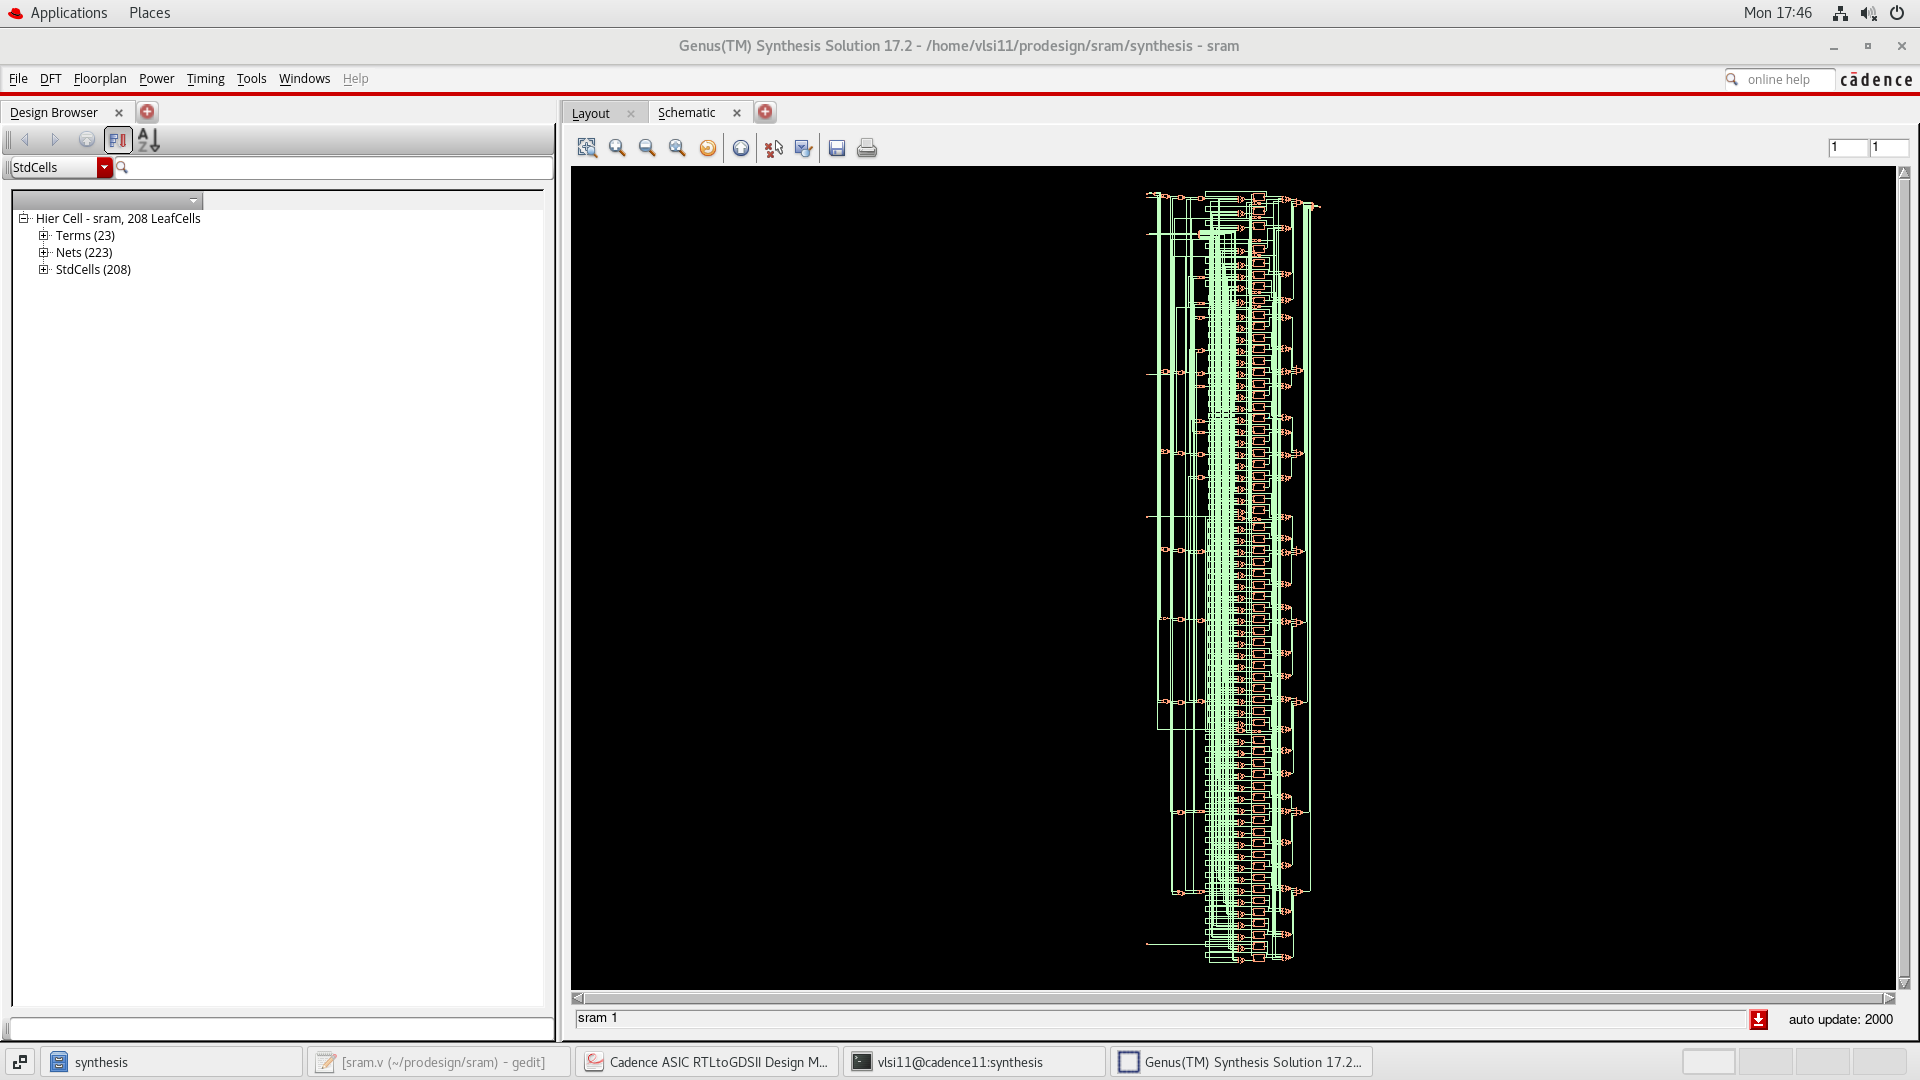 Applications Places Mon 17:46
Genus(TM) Synthesis Solution 17.2 - /home/vlsi11/prodesign/sram/synthesis - sram
File DFT Floorplan Power Timing Tools Windows Help online help cādence
Design Browser Layout Schematic
A Z
StdCells
1 1
Hier Cell - sram, 208 LeafCells
Terms (23)
Nets (223)
StdCells (208)
sram 1 auto update: 2000
synthesis [sram.v (~/prodesign/sram) - gedit] Cadence ASIC RTLtoGDSII Design M... vlsi11@cadence11:synthesis Genus(TM) Synthesis Solution 17.2...